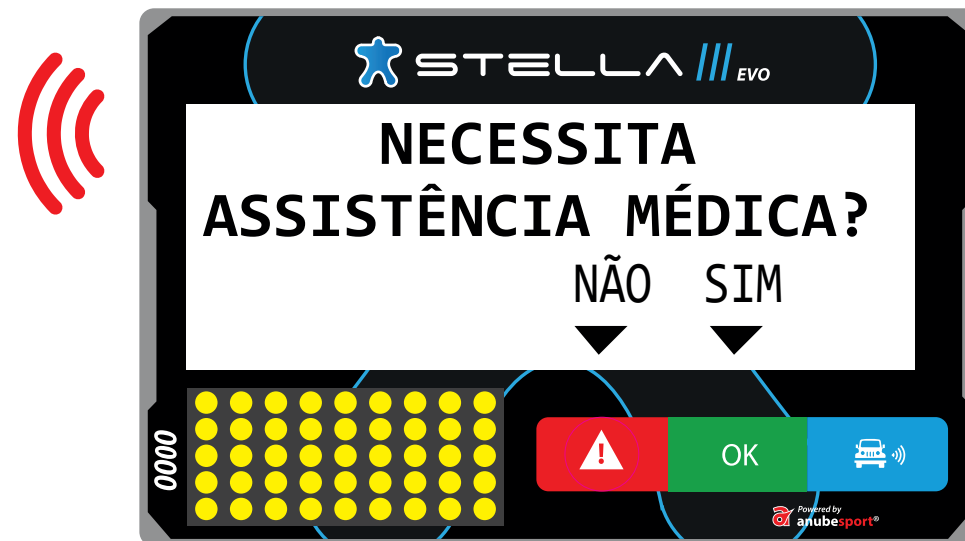 STELLA III EVO
NECESSITA
ASSISTÊNCIA MÉDICA?
NÃO SIM
0000
! OK
Powered by
anubesport®